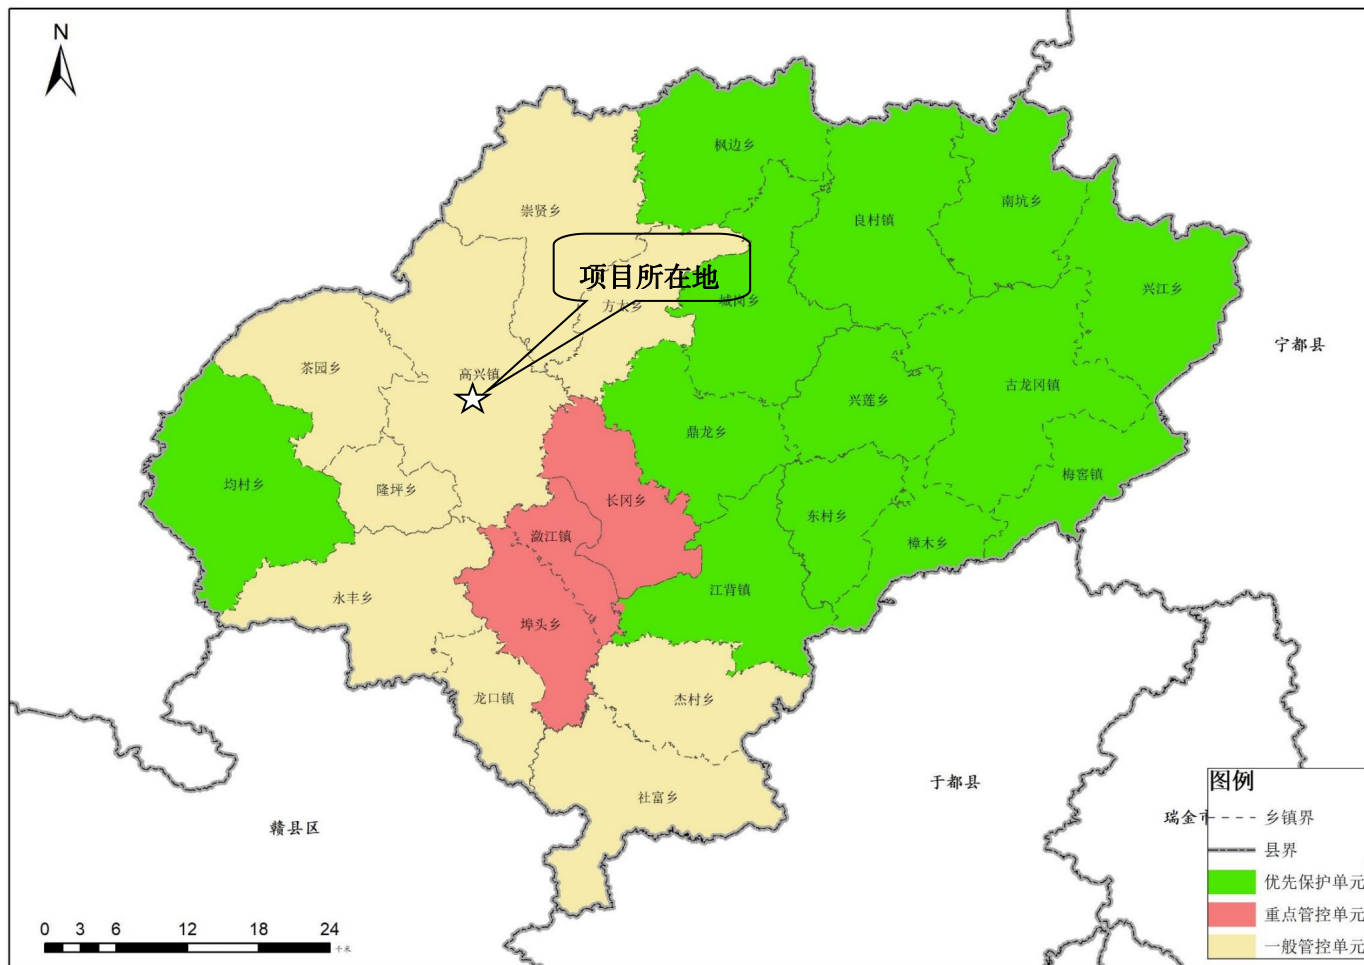 N
枫边乡
南坑乡
崇贤乡
良村镇
项目所在地
兴江乡
方太乡
城岗乡
宁都县
茶园乡
高兴镇
古龙冈镇
兴莲乡
鼎龙乡
梅窖镇
均村乡
隆坪乡
长冈乡
东村乡
潋江镇
樟木乡
江背镇
永丰乡
埠头乡
龙口镇
杰村乡
于都县
社富乡
赣县区
瑞金市
图例
乡镇界
县界
优先保护单元
重点管控单元
一般管控单元
0 3 6 12 18 24
千米